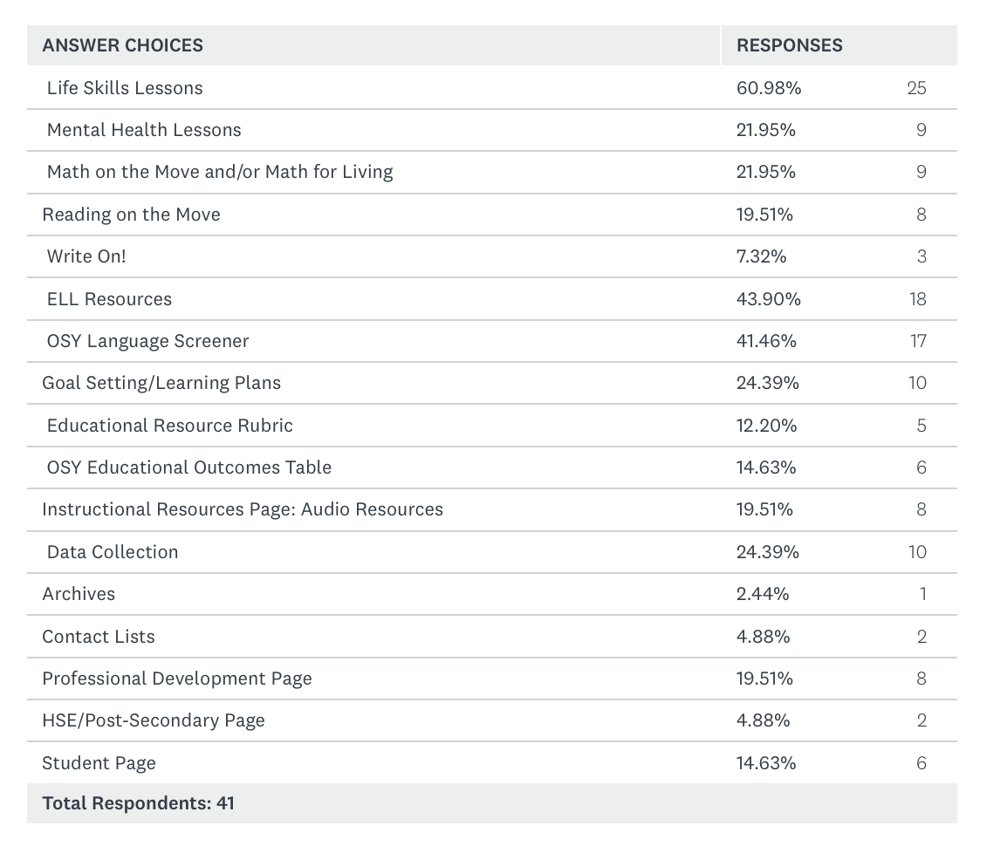 ANSWER CHOICES RESPONSES
Life Skills Lessons 60.98% 25
Mental Health Lessons 21.95% 9
Math on the Move and/or Math for Living 21.95% 9
Reading on the Move 19.51% 8
Write On! 7.32% 3
ELL Resources 43.90% 18
OSY Language Screener 41.46% 17
Goal Setting/Learning Plans 24.39% 10
Educational Resource Rubric 12.20% 5
OSY Educational Outcomes Table 14.63% 6
Instructional Resources Page: Audio Resources 19.51% 8
Data Collection 24.39% 10
Archives 2.44% 1
Contact Lists 4.88% 2
Professional Development Page 19.51% 8
HSE/Post-Secondary Page 4.88% 2
Student Page 14.63% 6
Total Respondents: 41